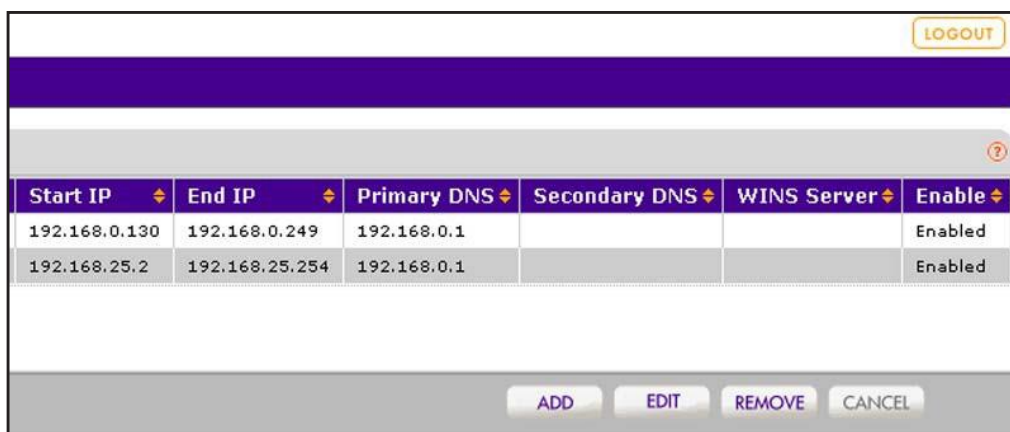 LOGOUT
?
Start IP End IP Primary DNS Secondary DNS WINS Server Enable
192.168.0.130 192.168.0.249 192.168.0.1 Enabled
192.168.25.2 192.168.25.254 192.168.0.1 Enabled
ADD EDIT REMOVE CANCEL